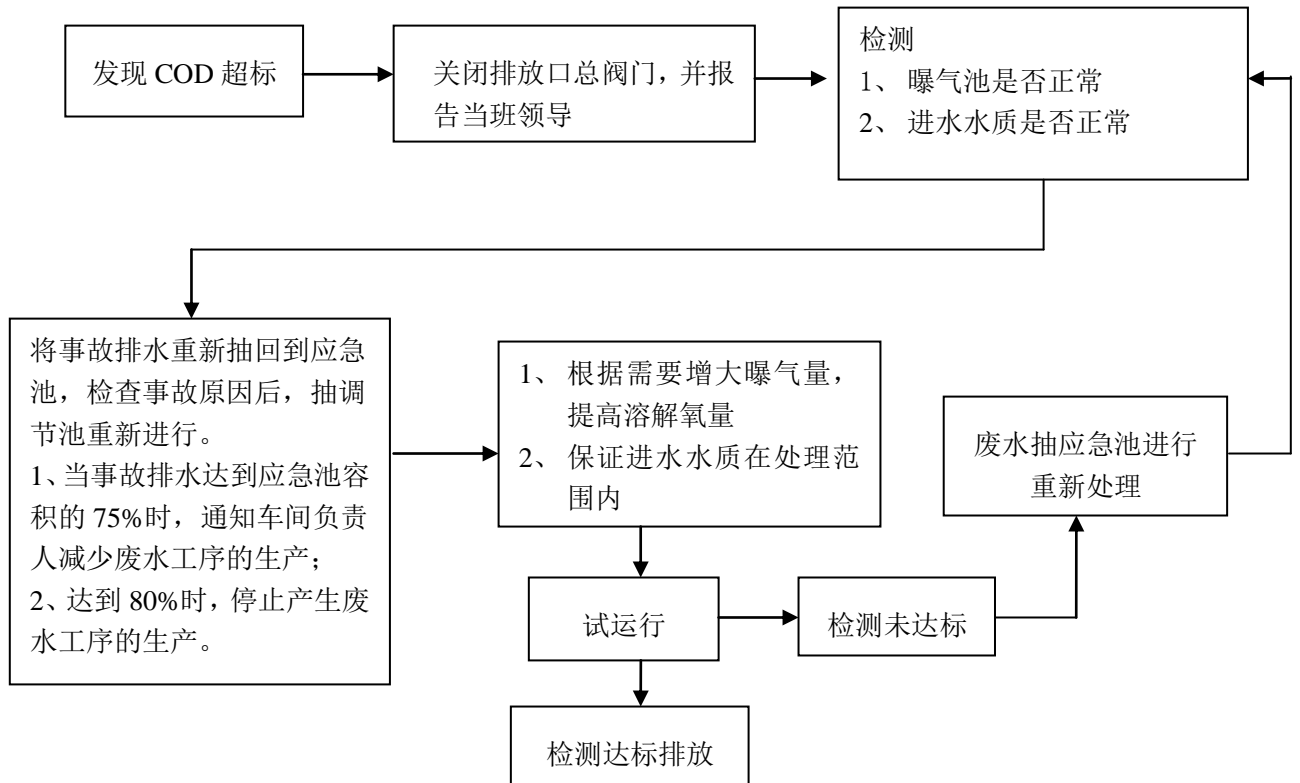 发现 COD 超标
关闭排放口总阀门，并报
告当班领导
检测
1、 曝气池是否正常
2、 进水水质是否正常
将事故排水重新抽回到应急
池，检查事故原因后，抽调
节池重新进行。
1、当事故排水达到应急池容
积的 75%时，通知车间负责
人减少废水工序的生产；
2、达到 80%时，停止产生废
水工序的生产。
1、 根据需要增大曝气量，
提高溶解氧量
2、 保证进水水质在处理范
围内
废水抽应急池进行
重新处理
试运行
检测未达标
检测达标排放